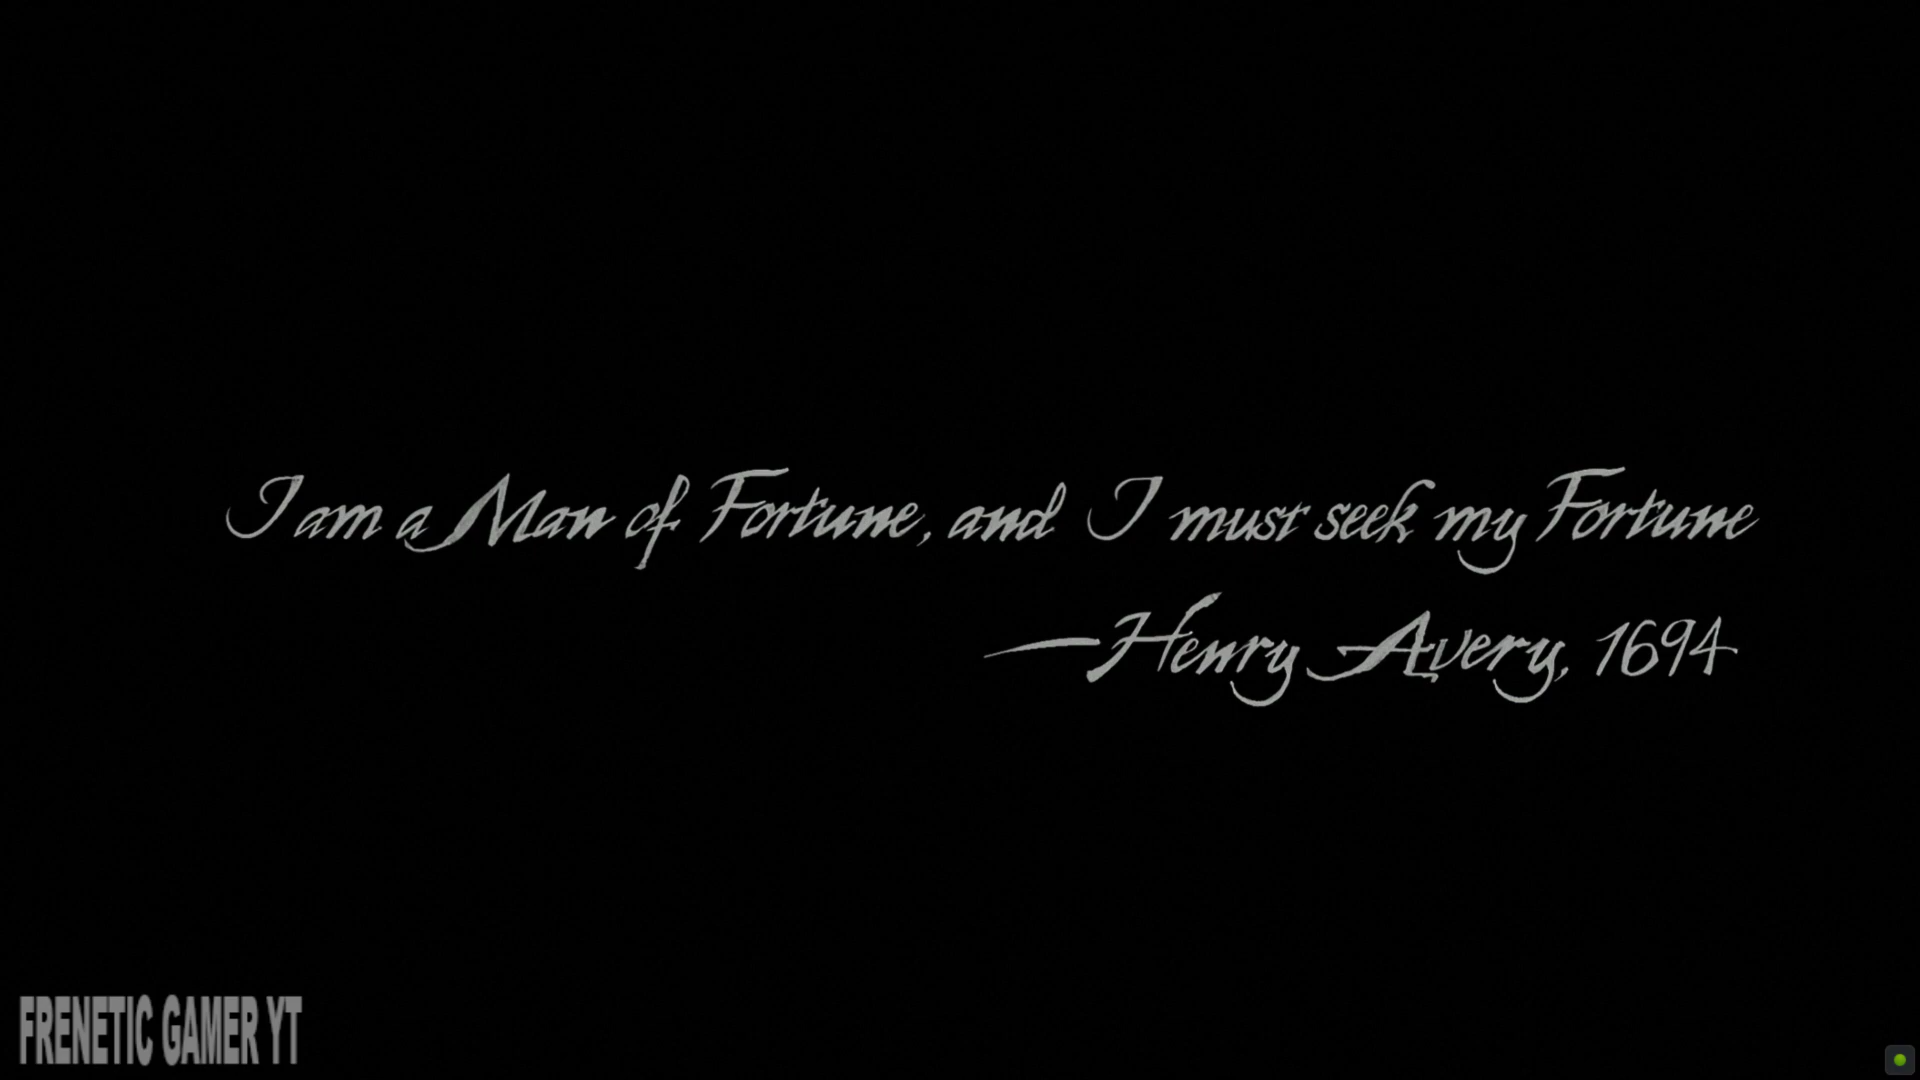 I am a Man of Fortune, and I must seek my Fortune
—Henry Avery, 1694
FRENETIC GAMER YT